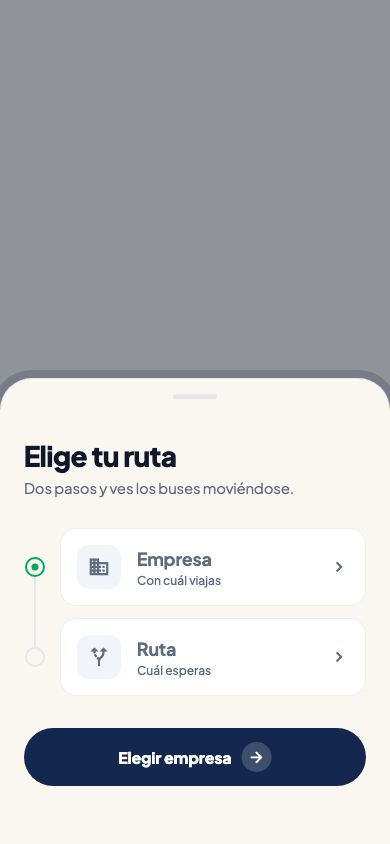 Elige tu ruta
Dos pasos y ves los buses moviéndose.
Empresa
Con cuál viajas
Ruta
Cuál esperas
Elegir empresa